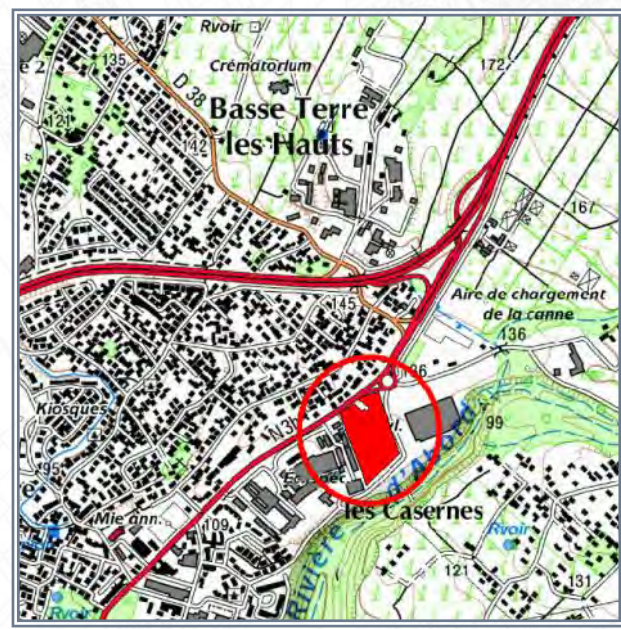 Rvoir
Crématorium
172
135
D 38
Basse Terre
les Hauts
121
142
167
145
Aire de chargement
de la canne
136
Kiosques
99
95
Rivière d'Abord
les Casernes
Mie ann.
109
Rvoir
121
131
Rvoir